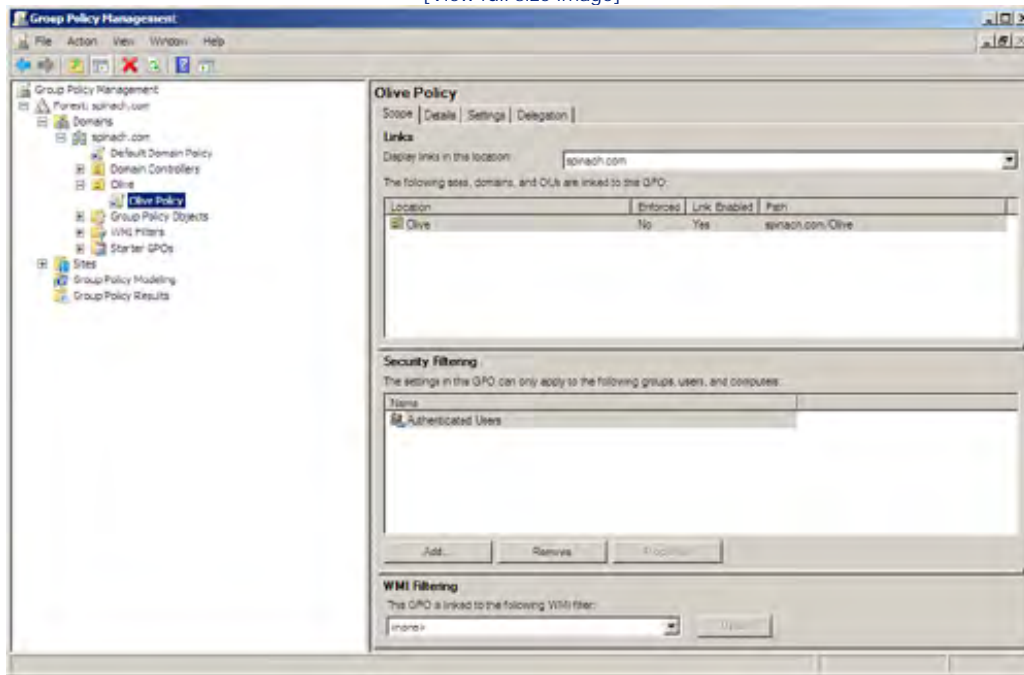 [View full size image]
Group Policy Management
File Action View Window Help
Group Policy Management
Forest: spinach.com
Domains
spinach.com
Default Domain Policy
Domain Controllers
Olive
Olive Policy
Group Policy Objects
WMI Filters
Starter GPOs
Sites
Group Policy Modeling
Group Policy Results
Olive Policy
Scope Details Settings Delegation
Links
Display links in this location: spinach.com
The following sites, domains, and OUs are linked to this GPO:
Location Enforced Link Enabled Path
Olive No Yes spinach.com/Olive
Security Filtering
The settings in this GPO can only apply to the following groups, users, and computers:
Name
Authenticated Users
Add... Remove Properties
WMI Filtering
This GPO is linked to the following WMI filter:
<none> Open